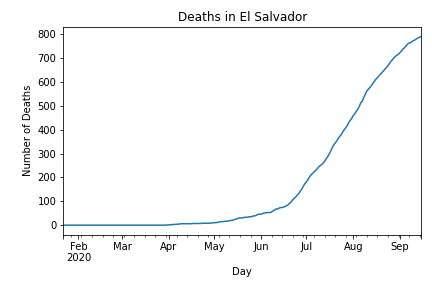 Deaths in El Salvador
Number of Deaths
800
700
600
500
400
300
200
100
0
Feb Mar Apr May Jun Jul Aug Sep
2020
Day